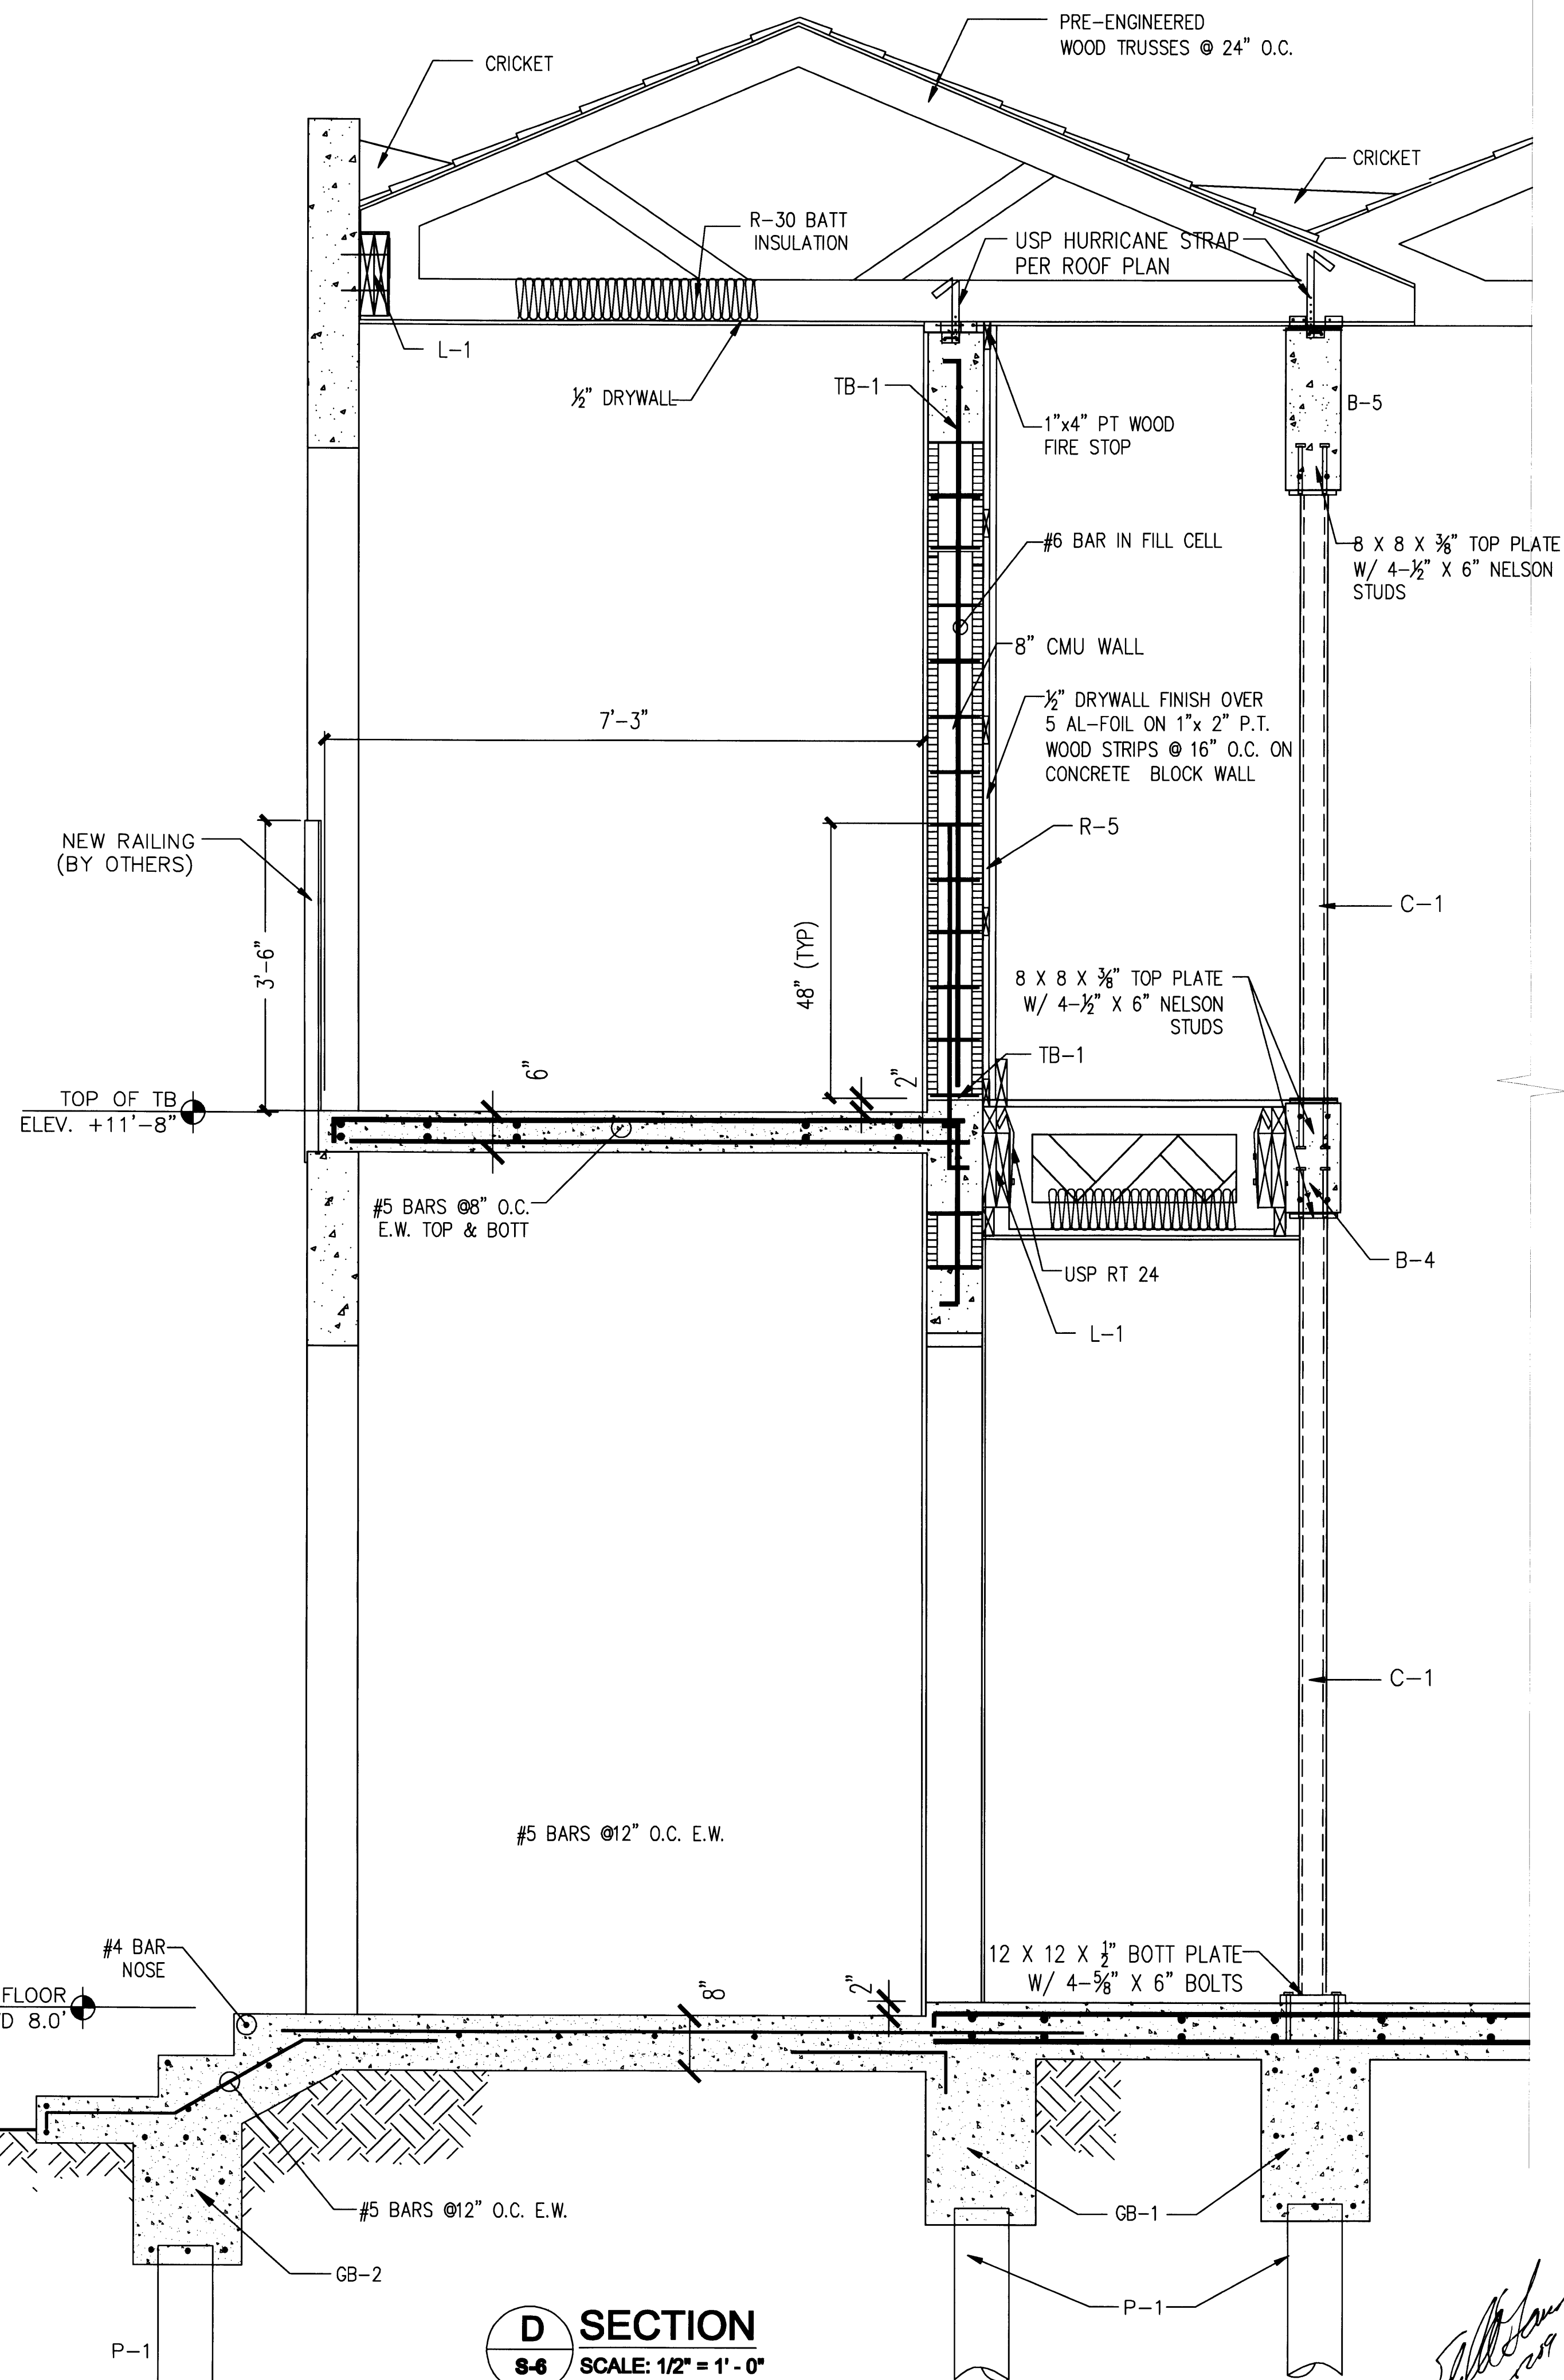 PRE-ENGINEERED
WOOD TRUSSES @ 24" O.C.
CRICKET
CRICKET
R-30 BATT
INSULATION
USP HURRICANE STRAP
PER ROOF PLAN
L-1
½" DRYWALL
TB-1
1"x4" PT WOOD
FIRE STOP
B-5
#6 BAR IN FILL CELL
8 X 8 X ⅜" TOP PLATE
W/ 4-½" X 6" NELSON
STUDS
8" CMU WALL
½" DRYWALL FINISH OVER
5 AL-FOIL ON 1"x 2" P.T.
WOOD STRIPS @ 16" O.C. ON
CONCRETE BLOCK WALL
7'-3"
NEW RAILING
(BY OTHERS)
R-5
3'-6"
48" (TYP)
C-1
8 X 8 X ⅜" TOP PLATE
W/ 4-½" X 6" NELSON
STUDS
TB-1
6"
2"
TOP OF TB
ELEV. +11'-8"
#5 BARS @8" O.C.
E.W. TOP & BOTT
USP RT 24
B-4
L-1
C-1
#5 BARS @12" O.C. E.W.
#4 BAR
NOSE
12 X 12 X ½" BOTT PLATE
W/ 4-⅝" X 6" BOLTS
FLOOR
D 8.0'
8"
2"
#5 BARS @12" O.C. E.W.
GB-1
GB-2
P-1
P-1
D
S-6
SECTION
SCALE: 1/2" = 1' - 0"